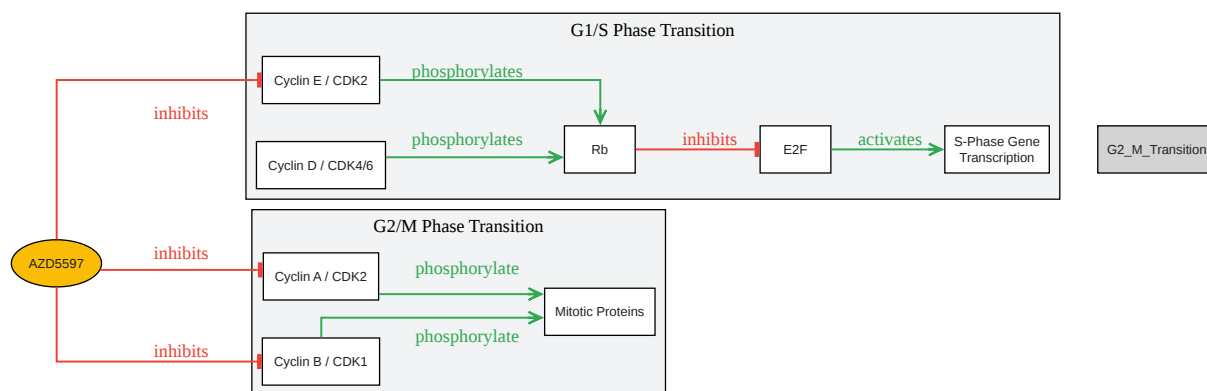 G1/S Phase Transition
Cyclin E / CDK2
phosphorylates
inhibits
phosphorylates
Cyclin D / CDK4/6
Rb
inhibits
E2F
activates
S-Phase Gene
Transcription
G2_M_Transition
G2/M Phase Transition
AZD5597
inhibits
Cyclin A / CDK2
phosphorylate
Mitotic Proteins
phosphorylate
inhibits
Cyclin B / CDK1